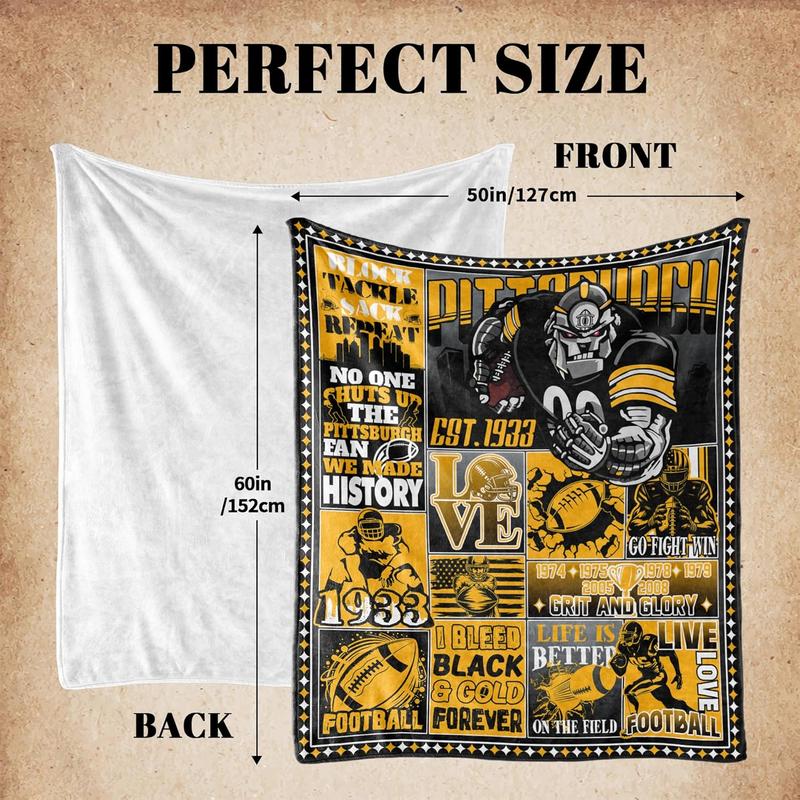 PERFECT SIZE
FRONT
50in/127cm
60in
/152cm
BACK
BLOCK
TACKLE
SACK
REPEAT
NO ONE
SHUTS UP
THE
PITTSBURGH
FAN
WE MADE
HISTORY
PITTSBURGH
EST.1933
LO
VE
GO FIGHT WIN
1933
1974 1975 1978 1979
2005 2008
GRIT AND GLORY
FOOTBALL
I BLEED
BLACK
& GOLD
FOREVER
LIFE IS
BETTER
ON THE FIELD
LIVE
LOVE
FOOTBALL